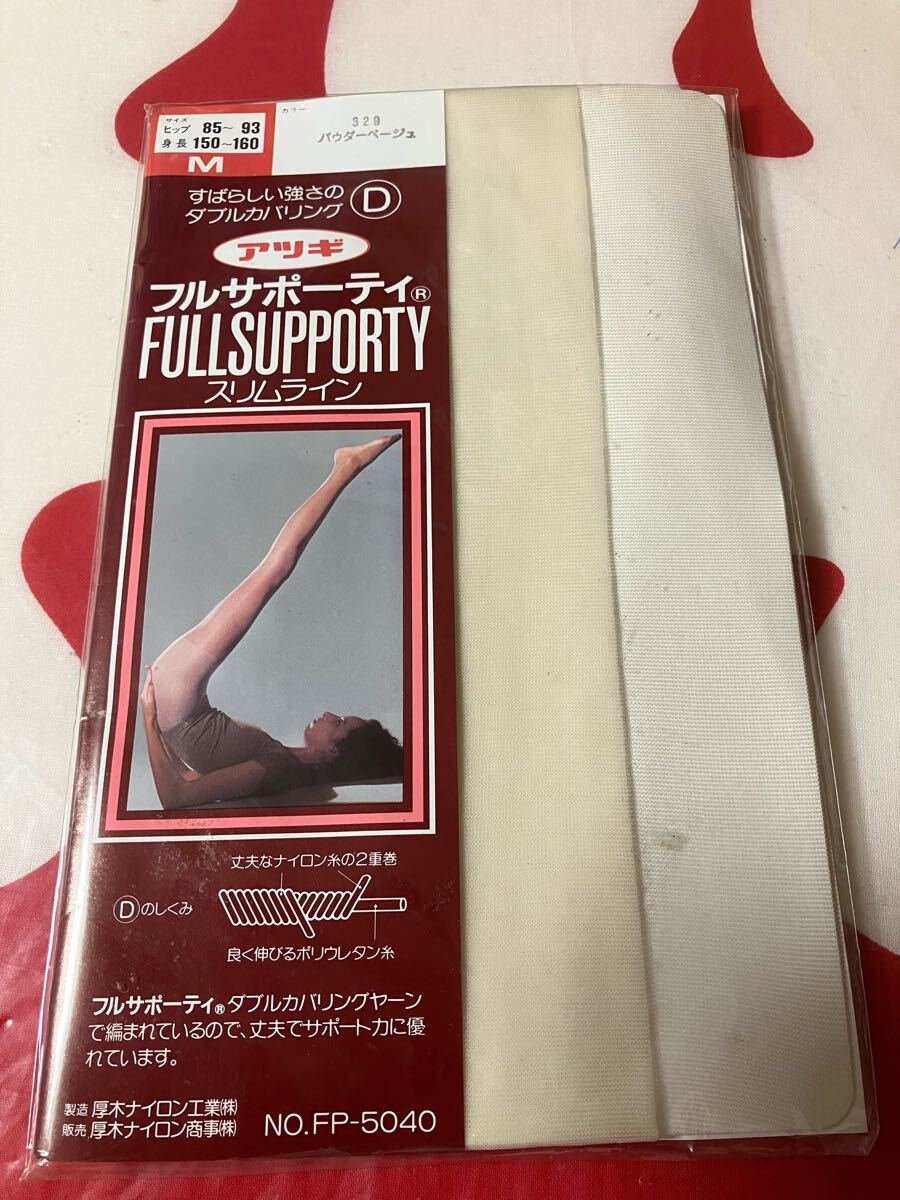 サイズ
ヒップ 85〜 93
身長 150〜160
M
カラー
329
パウダーベージュ
すばらしい強さの
ダブルカバリング Ⓓ
アツギ
フルサポーティ®
FULLSUPPORTY
スリムライン
丈夫なナイロン糸の2重巻
Ⓓのしくみ
良く伸びるポリウレタン糸
フルサポーティ®ダブルカバリングヤーン
で編まれているので、丈夫でサポート力に優
れています。
製造 厚木ナイロン工業㈱
販売 厚木ナイロン商事㈱
NO.FP-5040